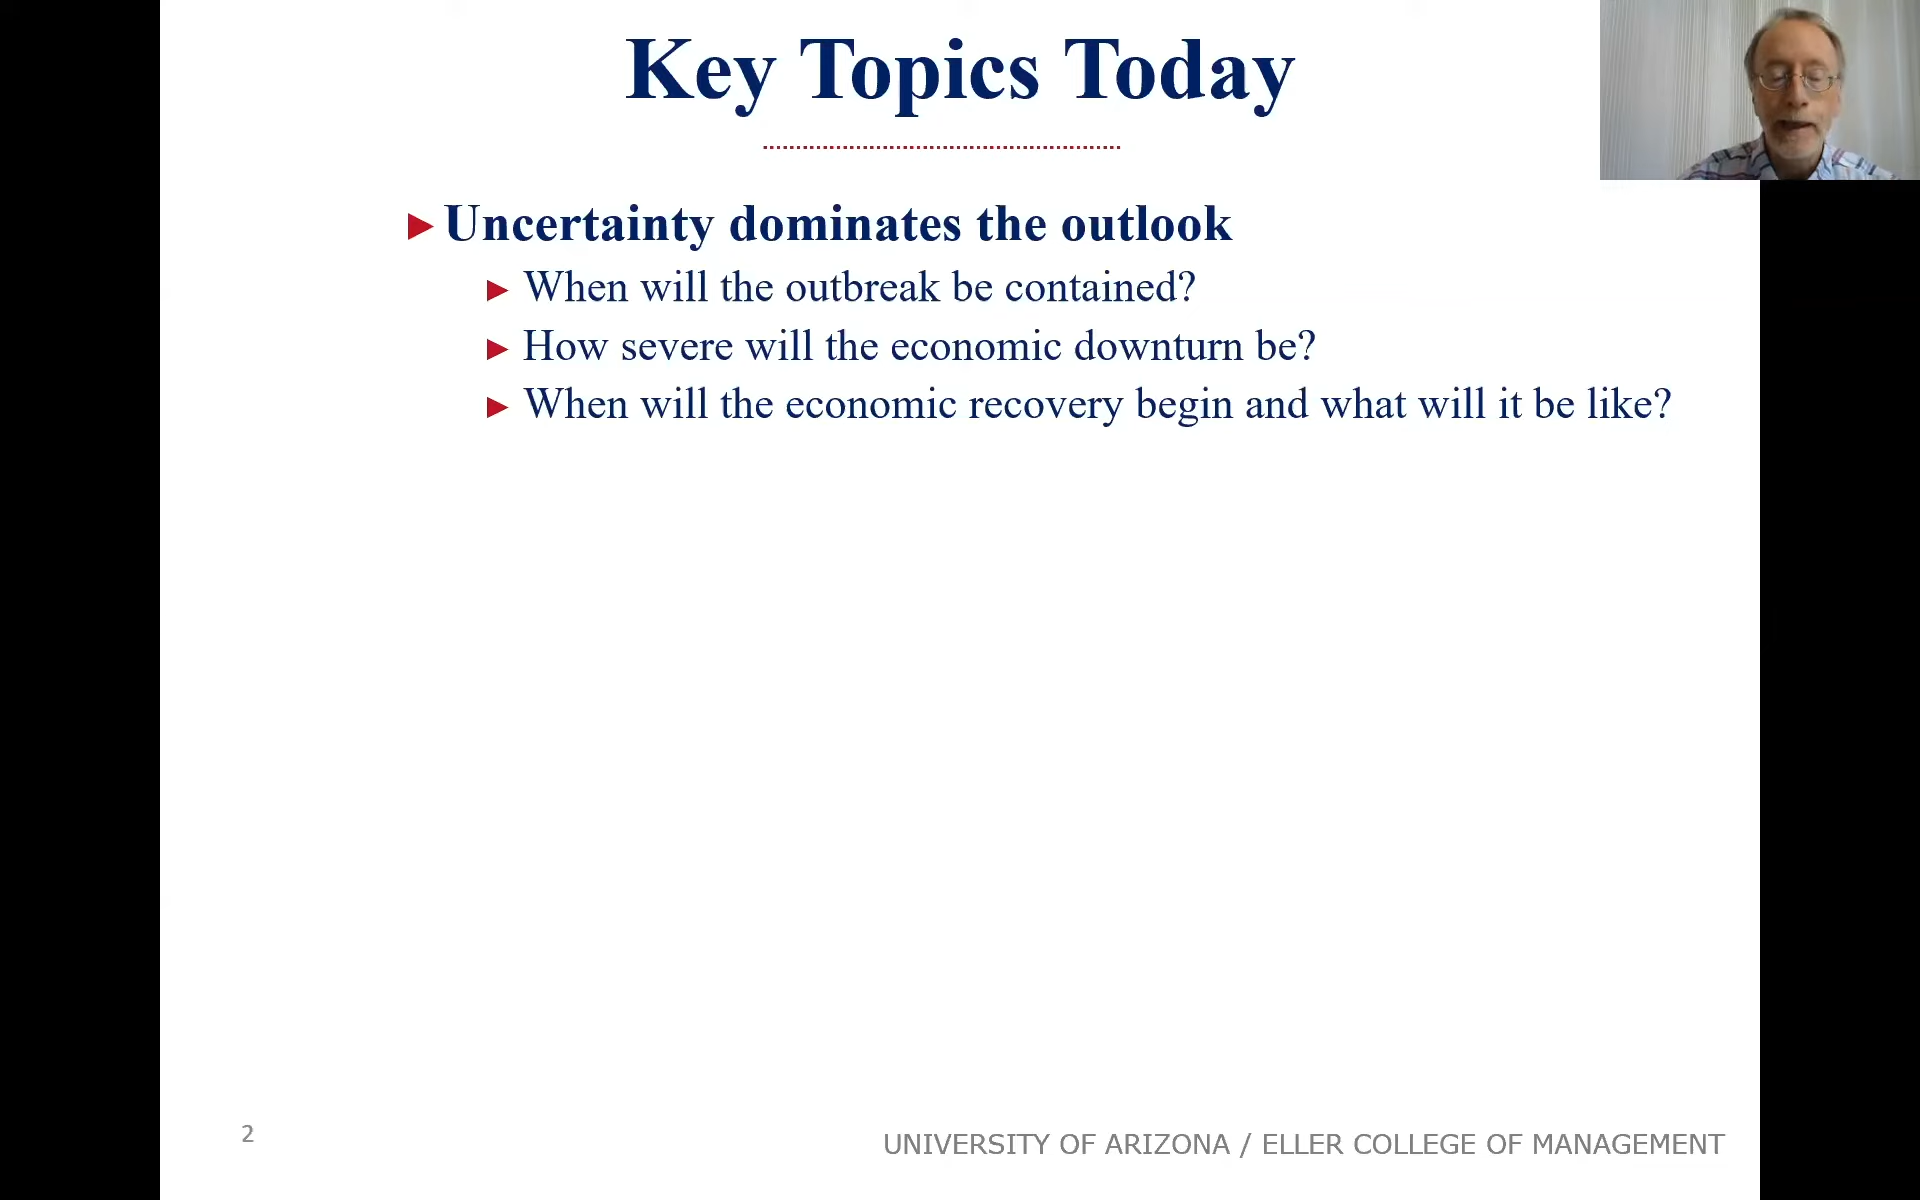 Key Topics Today
Uncertainty dominates the outlook
When will the outbreak be contained?
How severe will the economic downturn be?
When will the economic recovery begin and what will it be like?
2
UNIVERSITY OF ARIZONA / ELLER COLLEGE OF MANAGEMENT